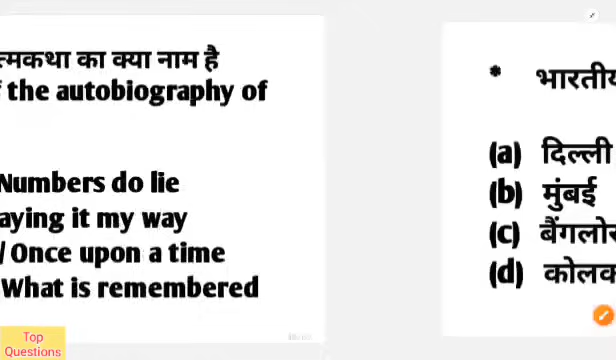 त्मकथा का क्या नाम है
the autobiography of
Numbers do lie
aying it my way
/ Once upon a time
What is remembered
Top
Questions
* भारतीय
(a) दिल्ली
(b) मुंबई
(c) बैंगलोर
(d) कोलक